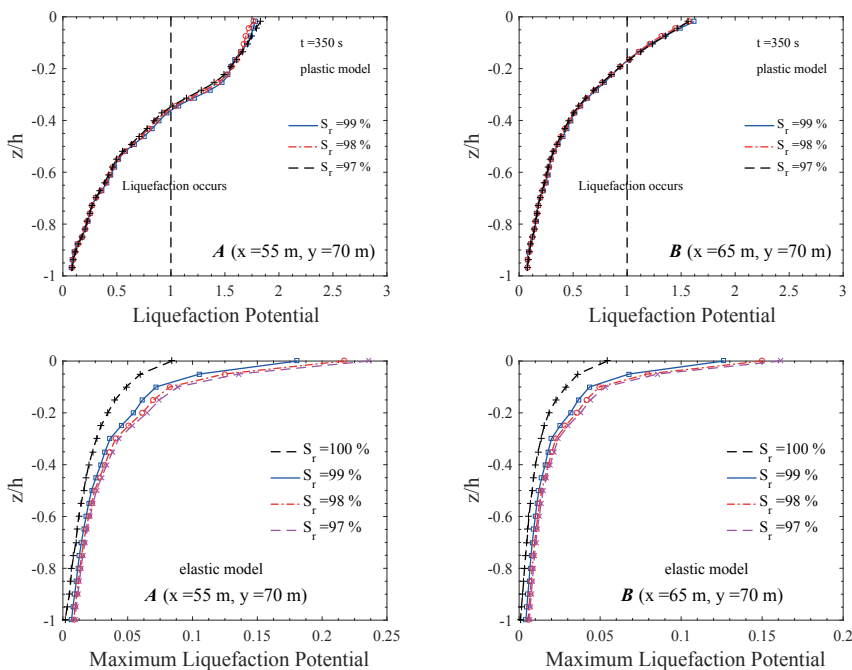 0
-0.2
-0.4
-0.6
-0.8
-1
z/h
0
0.5
1
1.5
2
2.5
3
Liquefaction Potential
t =350 s
plastic model
S_r =99 %
S_r =98 %
S_r =97 %
Liquefaction occurs
A (x =55 m, y =70 m)
0
-0.2
-0.4
-0.6
-0.8
-1
z/h
0
0.5
1
1.5
2
2.5
3
Liquefaction Potential
t =350 s
plastic model
S_r =99 %
S_r =98 %
S_r =97 %
Liquefaction occurs
B (x =65 m, y =70 m)
0
-0.2
-0.4
-0.6
-0.8
-1
z/h
0
0.05
0.1
0.15
0.2
0.25
Maximum Liquefaction Potential
S_r =100 %
S_r =99 %
S_r =98 %
S_r =97 %
elastic model
A (x =55 m, y =70 m)
0
-0.2
-0.4
-0.6
-0.8
-1
z/h
0
0.05
0.1
0.15
0.2
Maximum Liquefaction Potential
S_r =100 %
S_r =99 %
S_r =98 %
S_r =97 %
elastic model
B (x =65 m, y =70 m)